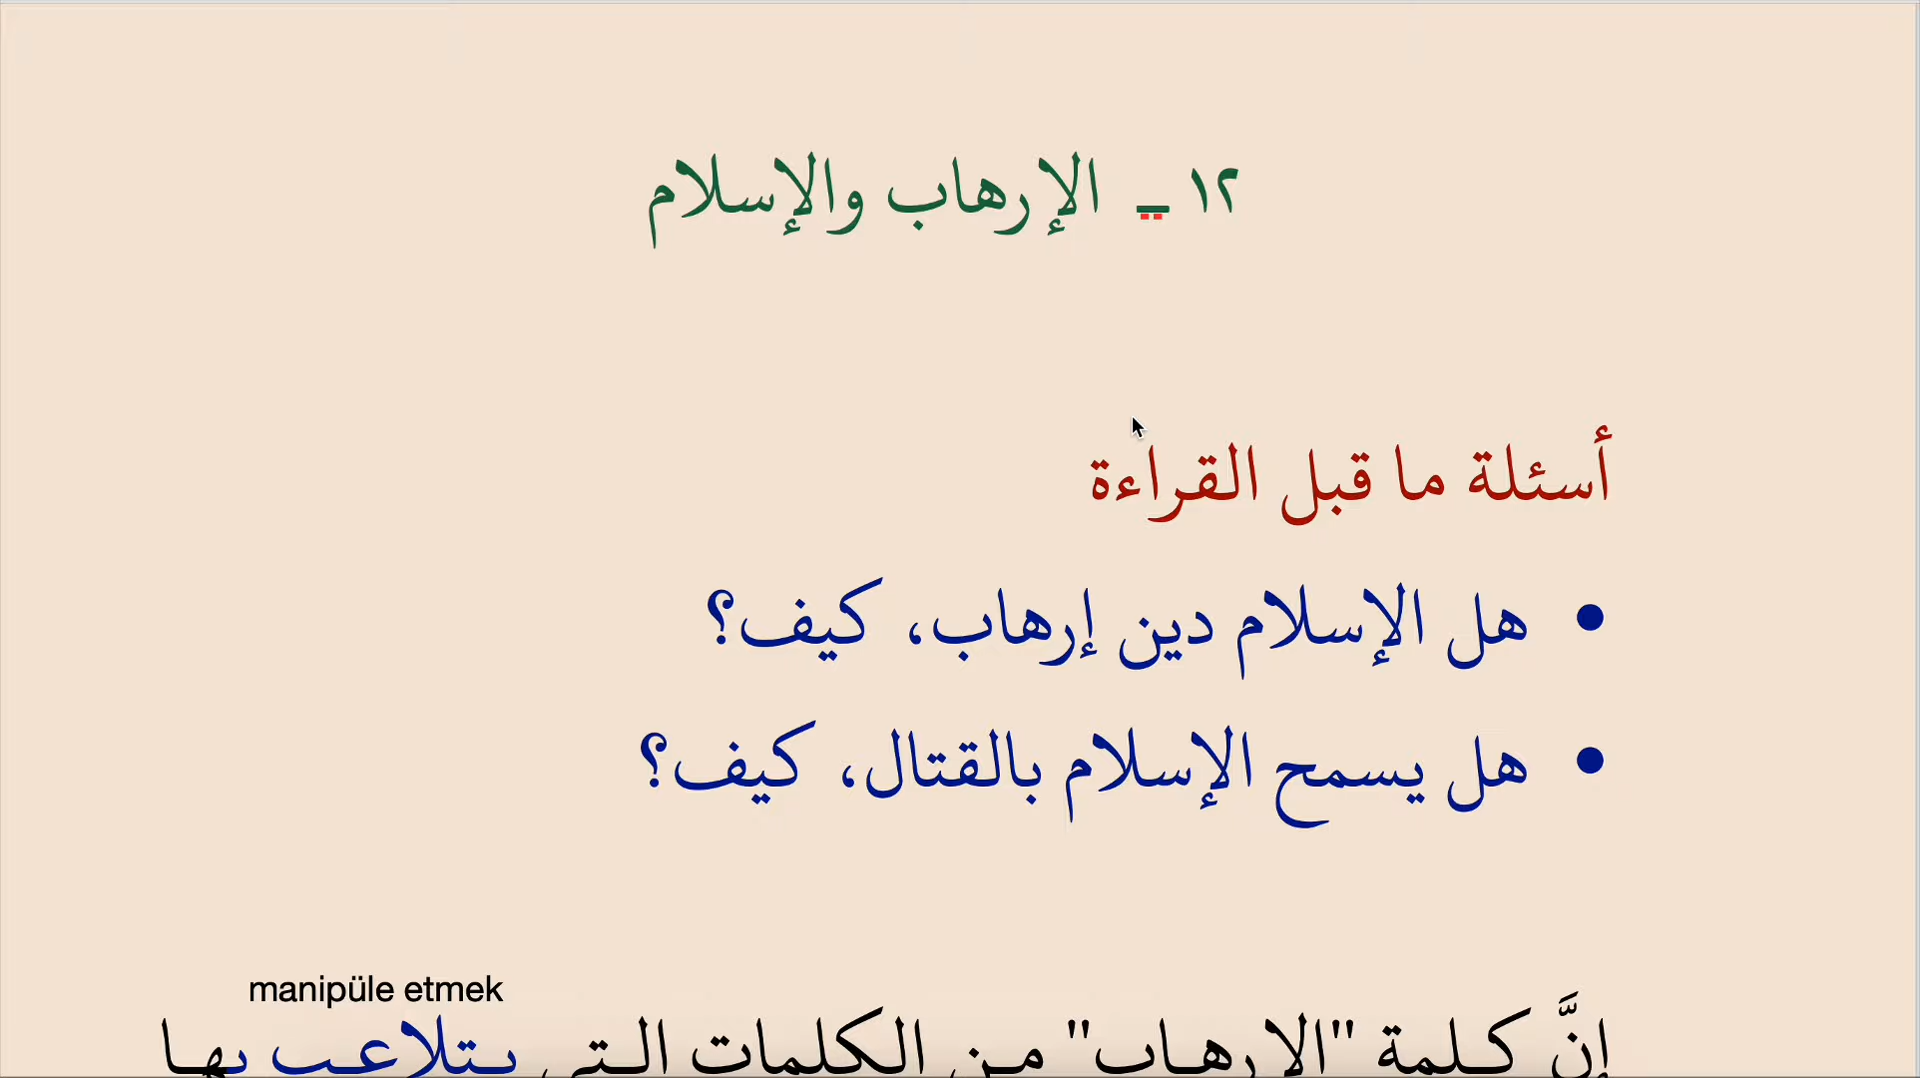 ١٢ ـ الإرهاب والإسلام
أسئلة ما قبل القراءة
• هل الإسلام دين إرهاب، كيف؟
• هل يسمح الإسلام بالقتال، كيف؟
manipüle etmek
إنَّ كلمة "الإرهاب" من الكلمات التي يتلاعب بها